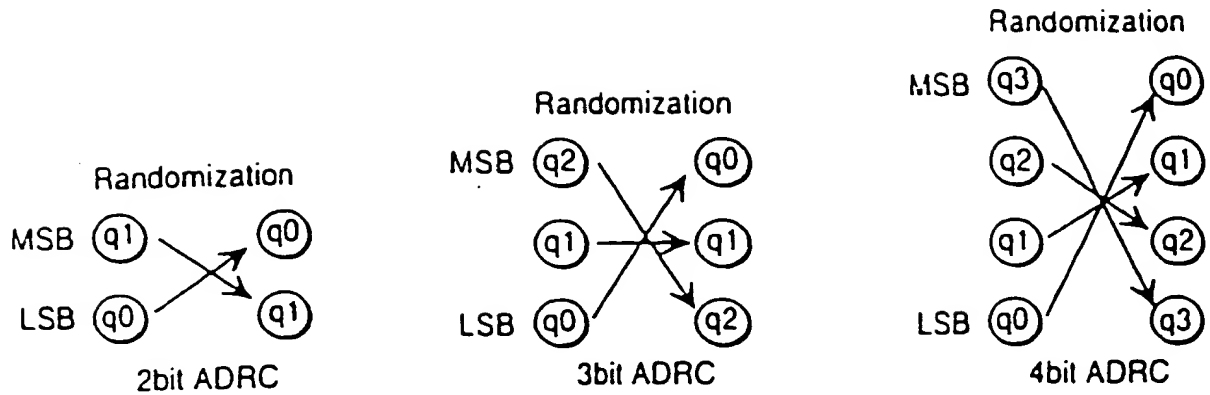 Randomization
MSB q1 q0
LSB q0 q1
2bit ADRC
Randomization
MSB q2 q0
q1 q1
LSB q0 q2
3bit ADRC
Randomization
MSB q3 q0
q2 q1
q1 q2
LSB q0 q3
4bit ADRC